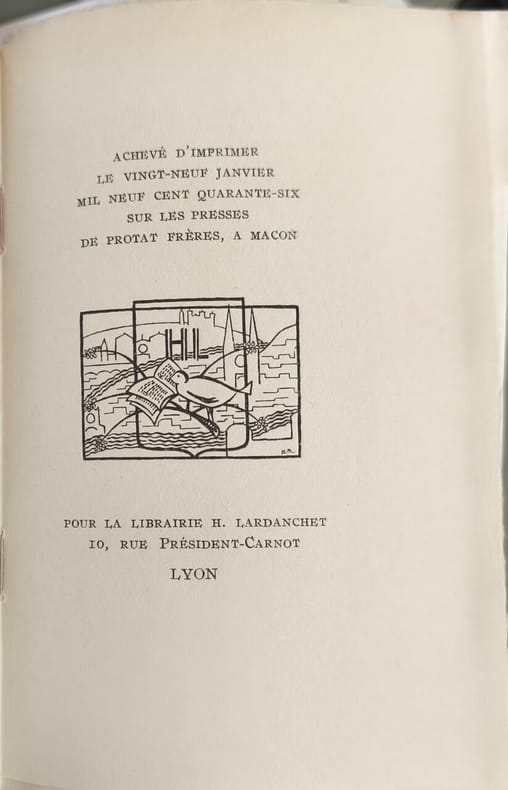 ACHEVÉ D'IMPRIMER
LE VINGT-NEUF JANVIER
MIL NEUF CENT QUARANTE-SIX
SUR LES PRESSES
DE PROTAT FRÈRES, A MACON
HL
POUR LA LIBRAIRIE H. LARDANCHET
10, RUE PRÉSIDENT-CARNOT
LYON